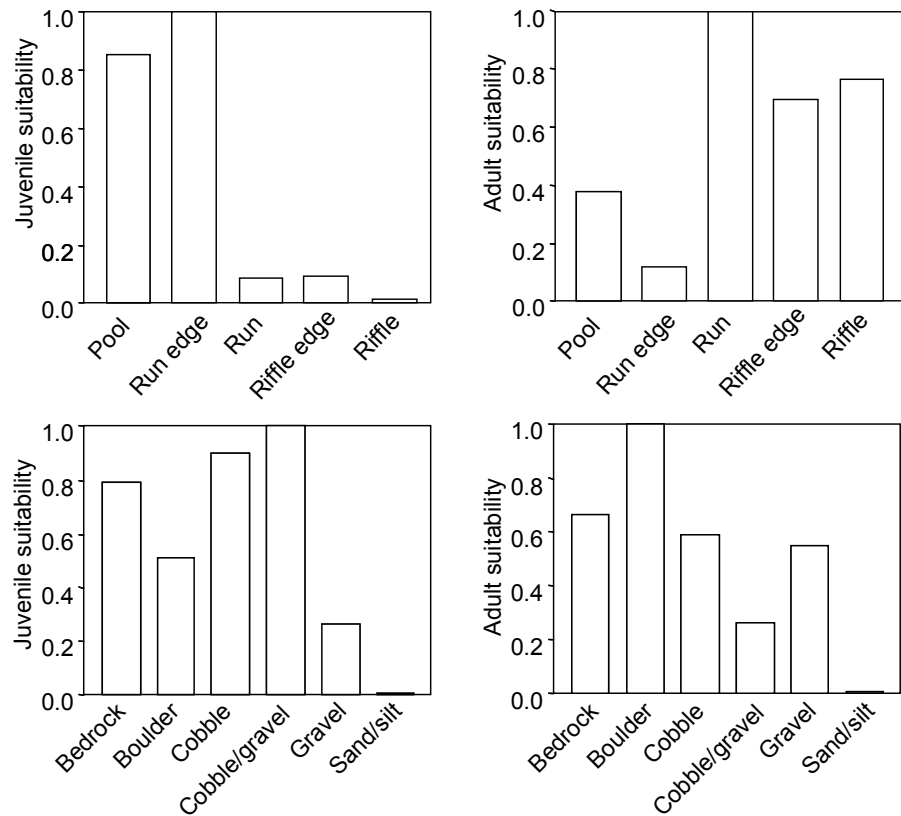 Juvenile suitability
1.0
0.8
0.6
0.4
0.2
0.0
Pool
Run edge
Run
Riffle edge
Riffle
Adult suitability
1.0
0.8
0.6
0.4
0.2
0.0
Pool
Run edge
Run
Riffle edge
Riffle
Juvenile suitability
1.0
0.8
0.6
0.4
0.2
0.0
Bedrock
Boulder
Cobble
Cobble/gravel
Gravel
Sand/silt
Adult suitability
1.0
0.8
0.6
0.4
0.2
0.0
Bedrock
Boulder
Cobble
Cobble/gravel
Gravel
Sand/silt